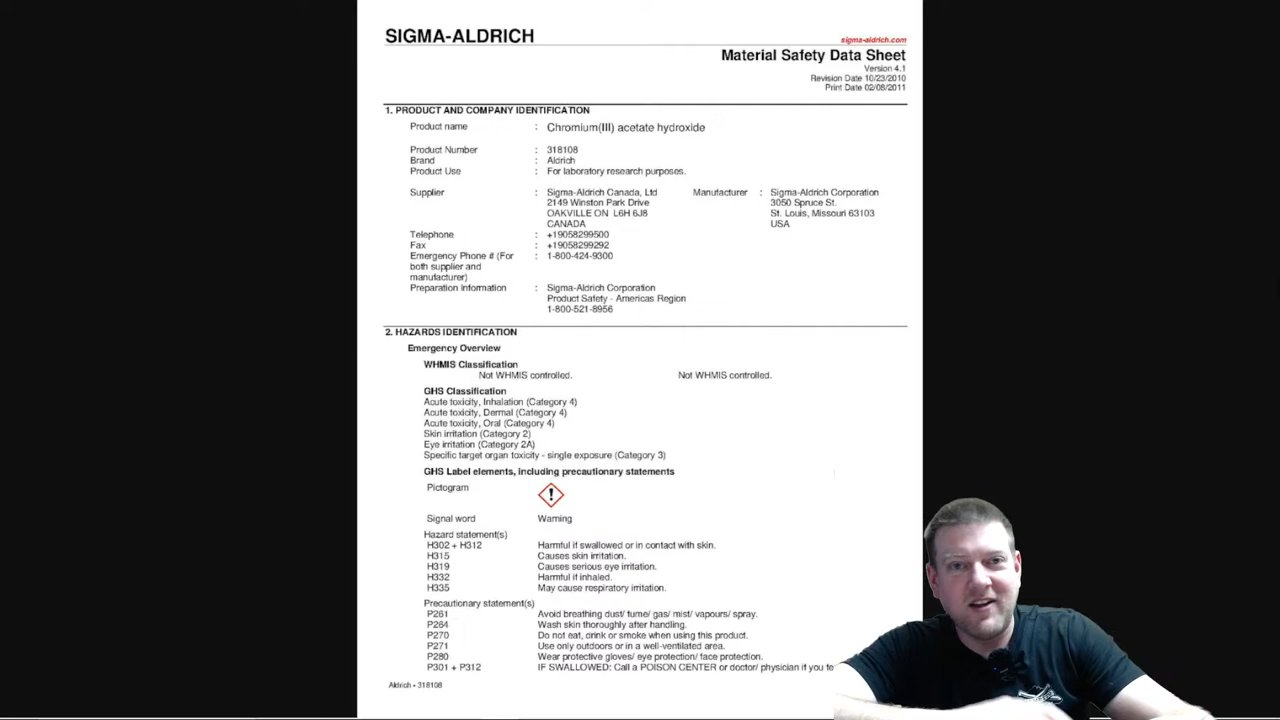 SIGMA-ALDRICH
sigma-aldrich.com
Material Safety Data Sheet
Version 4.1
Revision Date 10/23/2010
Print Date 02/08/2011
1. PRODUCT AND COMPANY IDENTIFICATION
Product name : Chromium(III) acetate hydroxide
Product Number : 318108
Brand : Aldrich
Product Use : For laboratory research purposes.
Supplier : Sigma-Aldrich Canada, Ltd Manufacturer : Sigma-Aldrich Corporation
2149 Winston Park Drive 3050 Spruce St.
OAKVILLE ON L6H 6J8 St. Louis, Missouri 63103
CANADA USA
Telephone : +19058299500
Fax : +19058299292
Emergency Phone # (For : 1-800-424-9300
both supplier and
manufacturer)
Preparation Information : Sigma-Aldrich Corporation
Product Safety - Americas Region
1-800-521-8956
2. HAZARDS IDENTIFICATION
Emergency Overview
WHMIS Classification
Not WHMIS controlled. Not WHMIS controlled.
GHS Classification
Acute toxicity, Inhalation (Category 4)
Acute toxicity, Dermal (Category 4)
Acute toxicity, Oral (Category 4)
Skin irritation (Category 2)
Eye irritation (Category 2A)
Specific target organ toxicity - single exposure (Category 3)
GHS Label elements, including precautionary statements
Pictogram !
Signal word Warning
Hazard statement(s)
H302 + H312 Harmful if swallowed or in contact with skin.
H315 Causes skin irritation.
H319 Causes serious eye irritation.
H332 Harmful if inhaled.
H335 May cause respiratory irritation.
Precautionary statement(s)
P261 Avoid breathing dust/ fume/ gas/ mist/ vapours/ spray.
P264 Wash skin thoroughly after handling.
P270 Do not eat, drink or smoke when using this product.
P271 Use only outdoors or in a well-ventilated area.
P280 Wear protective gloves/ eye protection/ face protection.
P301 + P312 IF SWALLOWED: Call a POISON CENTER or doctor/ physician if you
Aldrich - 318108